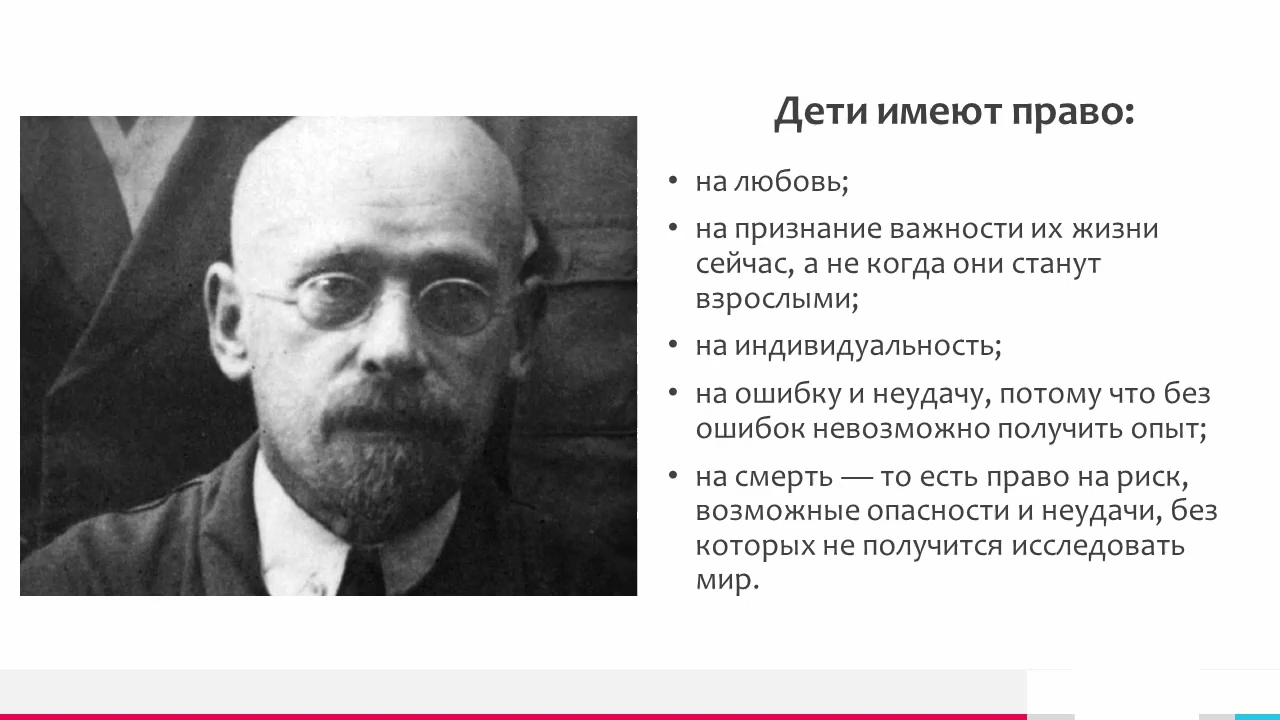 Дети имеют право:
• на любовь;
• на признание важности их жизни
сейчас, а не когда они станут
взрослыми;
• на индивидуальность;
• на ошибку и неудачу, потому что без
ошибок невозможно получить опыт;
• на смерть — то есть право на риск,
возможные опасности и неудачи, без
которых не получится исследовать
мир.